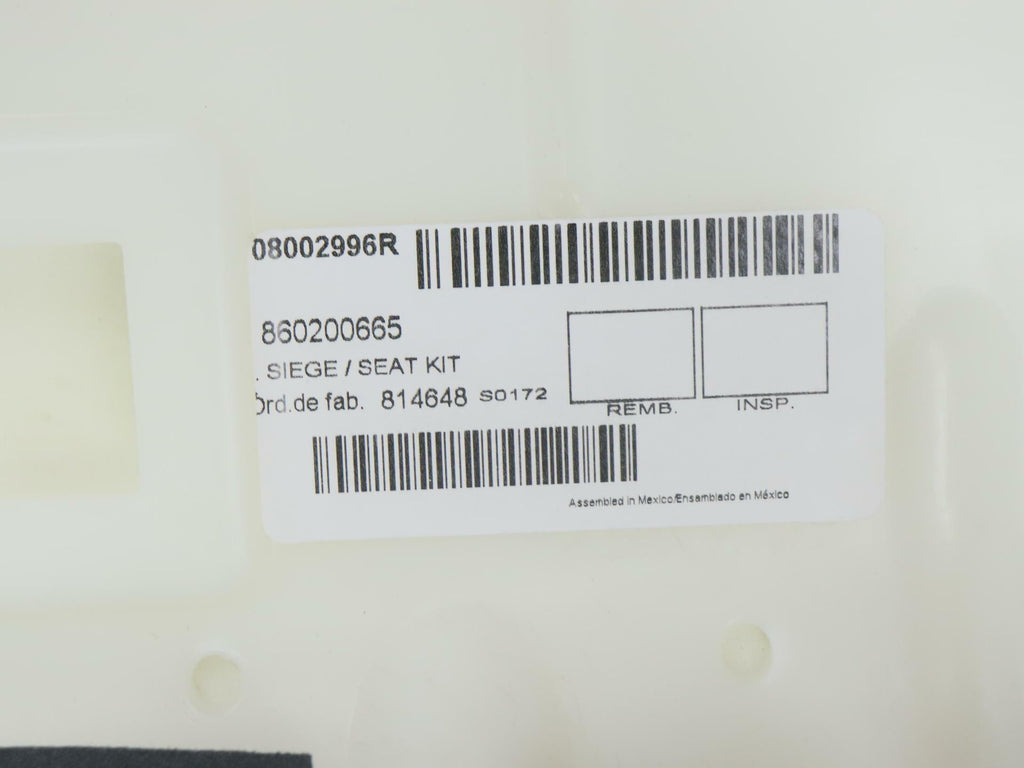 08002996R
860200665
. SIEGE / SEAT KIT
Ord.de fab. 814648 S0172
REMB. INSP.
Assembled in Mexico/Ensamblado en México